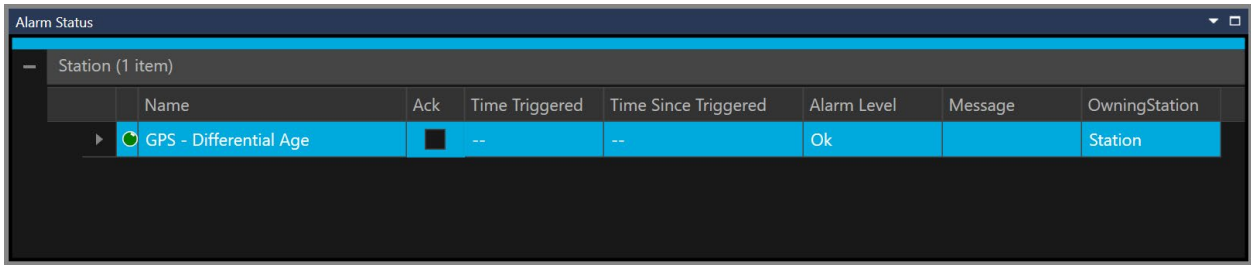 Alarm Status
Station (1 item)
Name Ack Time Triggered Time Since Triggered Alarm Level Message OwningStation
GPS - Differential Age -- -- Ok Station